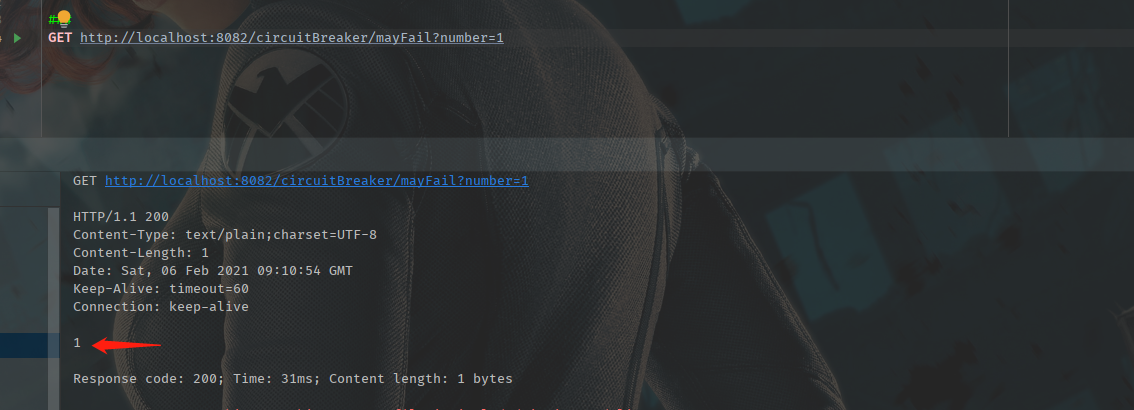 ###
GET http://localhost:8082/circuitBreaker/mayFail?number=1
GET http://localhost:8082/circuitBreaker/mayFail?number=1
HTTP/1.1 200
Content-Type: text/plain;charset=UTF-8
Content-Length: 1
Date: Sat, 06 Feb 2021 09:10:54 GMT
Keep-Alive: timeout=60
Connection: keep-alive
1
Response code: 200; Time: 31ms; Content length: 1 bytes